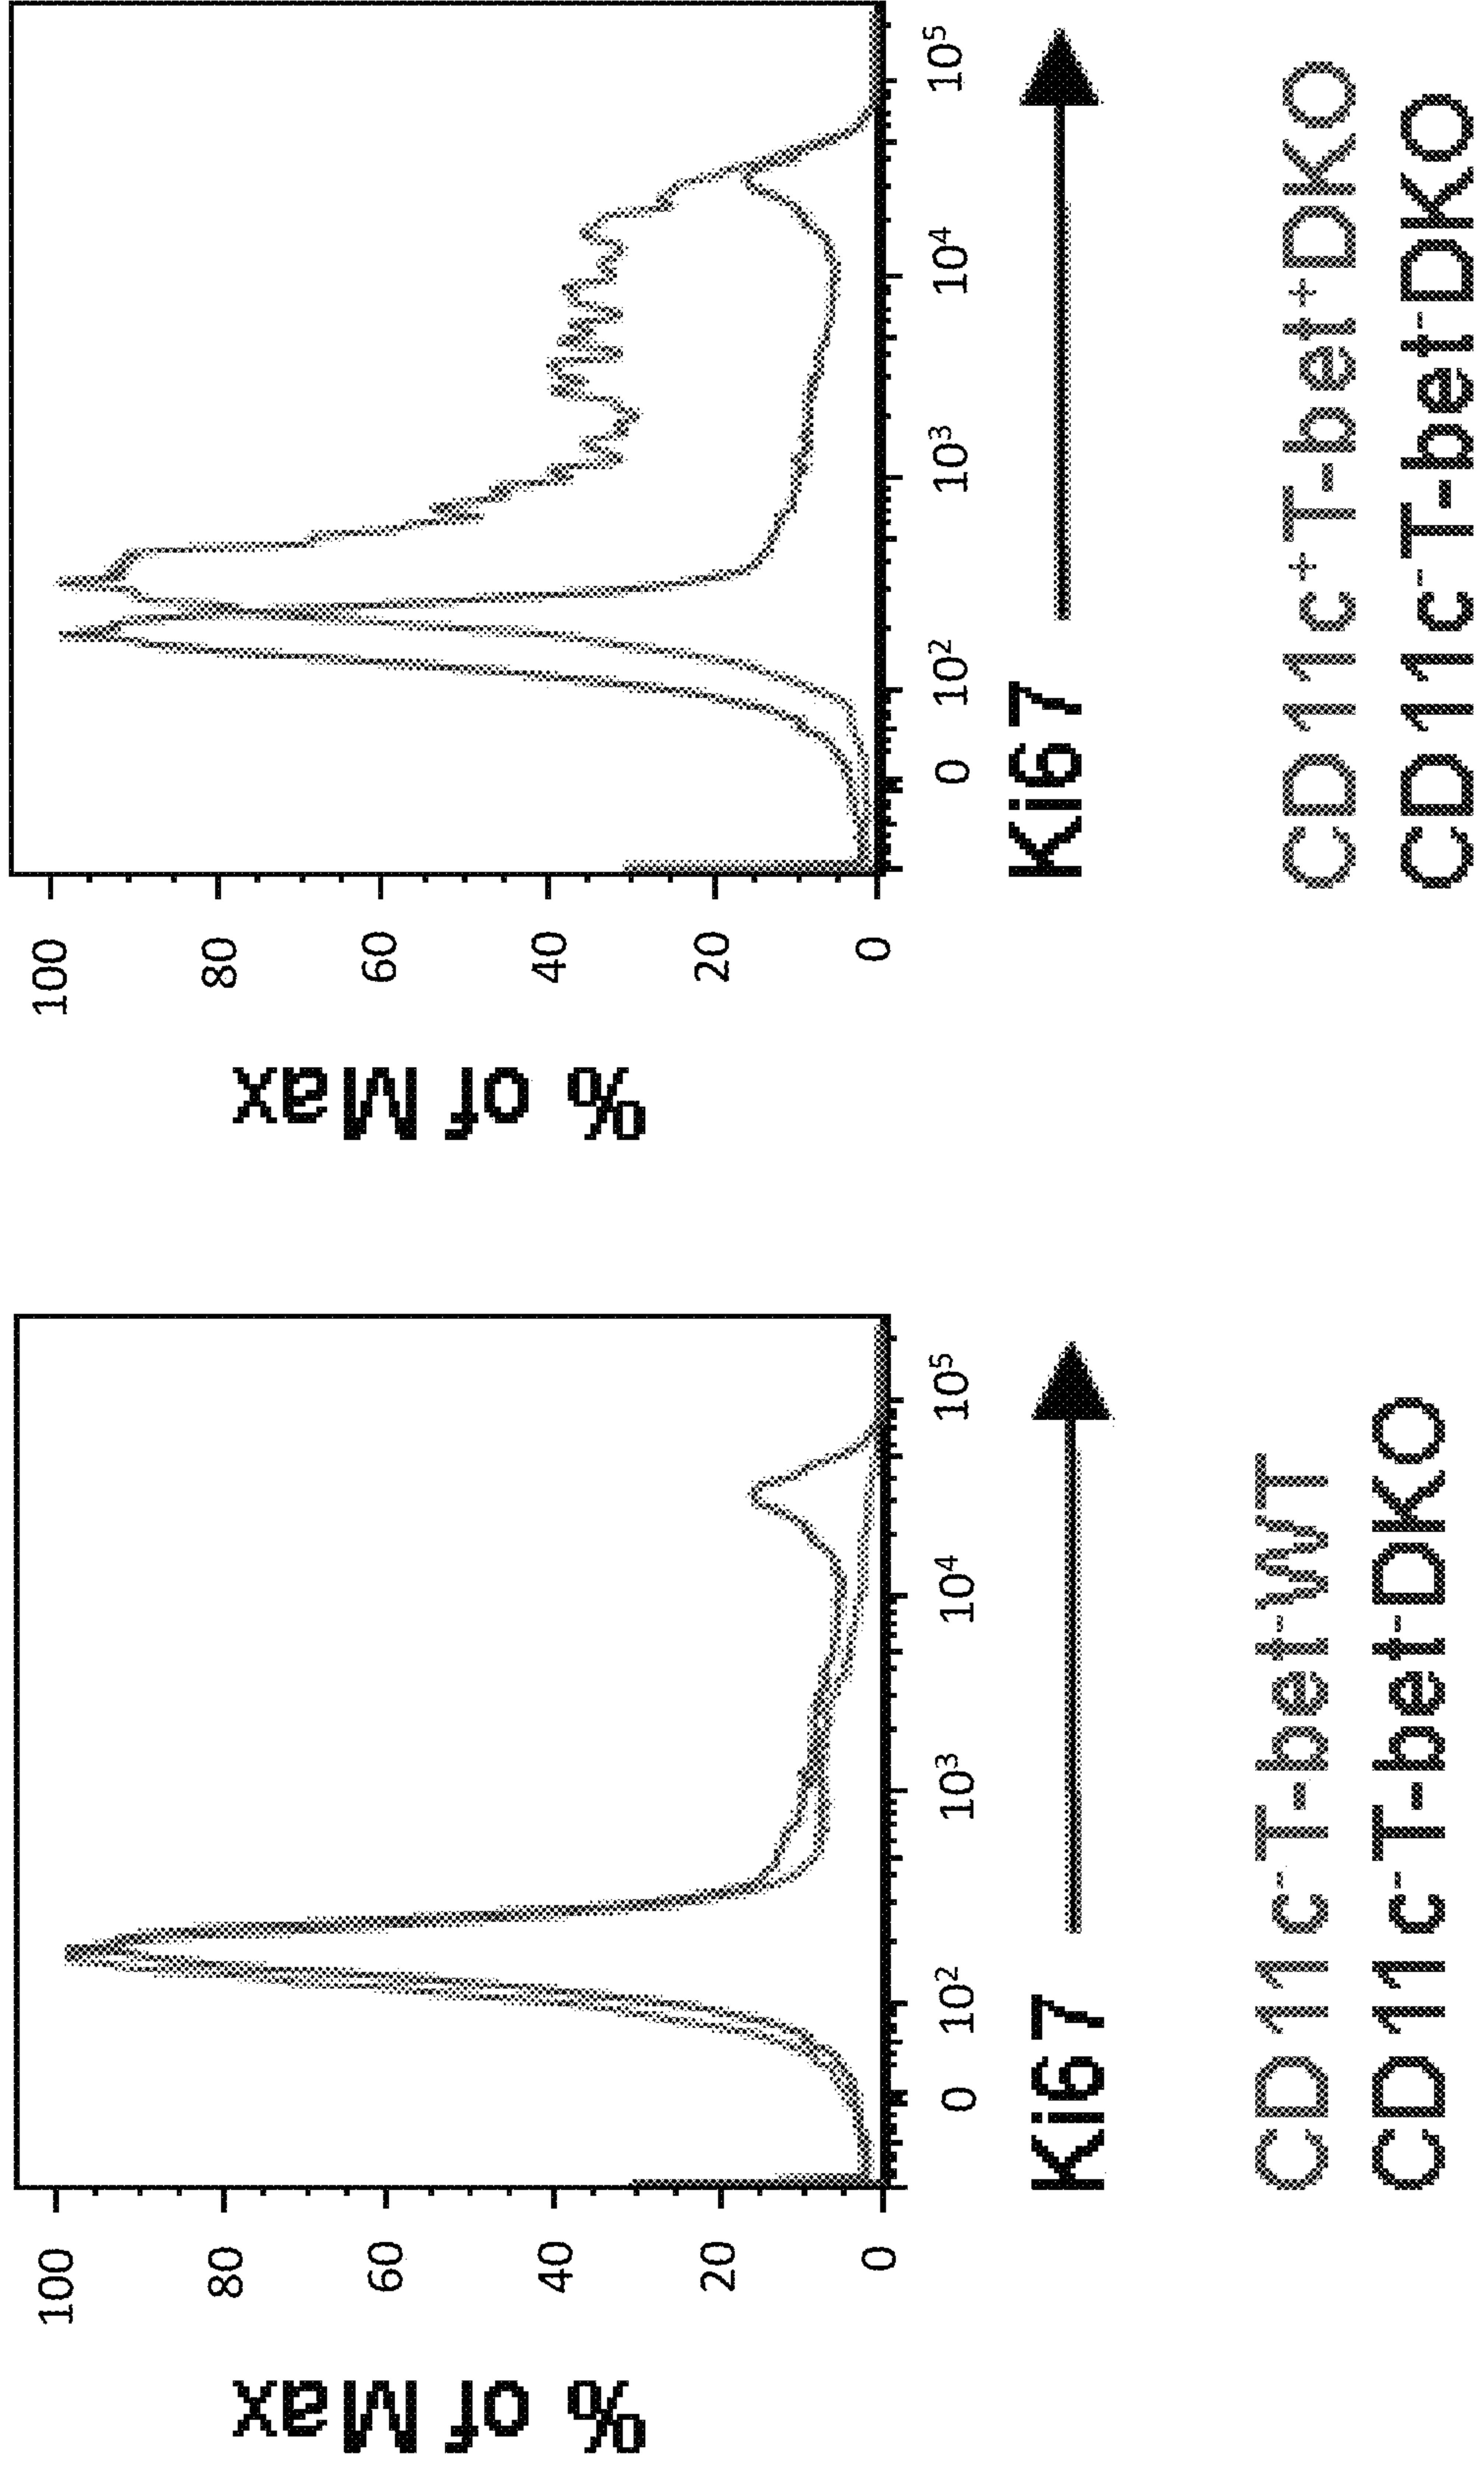 % of Max
100
80
60
40
20
0
0 10² 10³ 10⁴ 10⁵
Ki67
CD11c⁻T-bet⁻WT
CD11c⁻T-bet⁻DKO
% of Max
100
80
60
40
20
0
0 10² 10³ 10⁴ 10⁵
Ki67
CD11c⁺T-bet⁺DKO
CD11c⁻T-bet⁻DKO